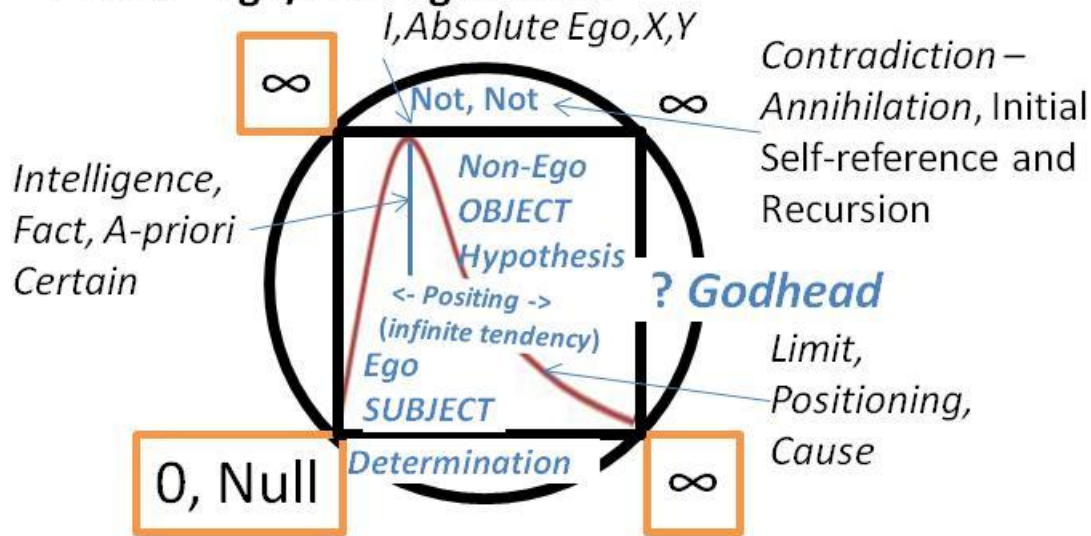 I,Absolute Ego,X,Y
∞
Not, Not
∞
Contradiction –
Annihilation, Initial
Self-reference and
Recursion
Intelligence,
Fact, A-priori
Certain
Non-Ego
OBJECT
Hypothesis
<- Positing ->
(infinite tendency)
? Godhead
Ego
SUBJECT
Limit,
Positioning,
Cause
0, Null
Determination
∞